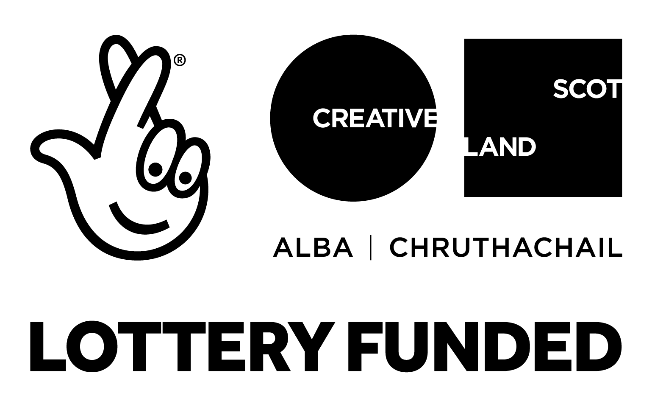 ®
CREATIVE
SCOT
LAND
ALBA | CHRUTHACHAIL
LOTTERY FUNDED